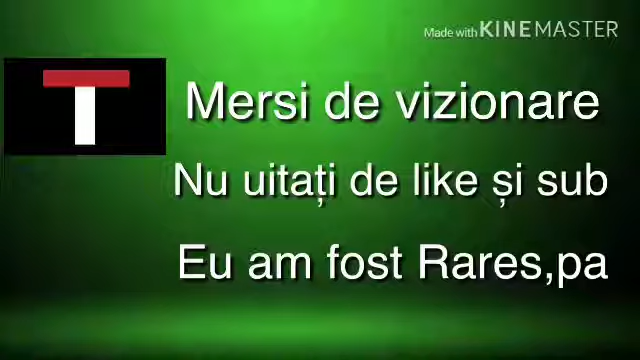 Made with KINEMASTER
T
Mersi de vizionare
Nu uitați de like și sub
Eu am fost Rares,pa